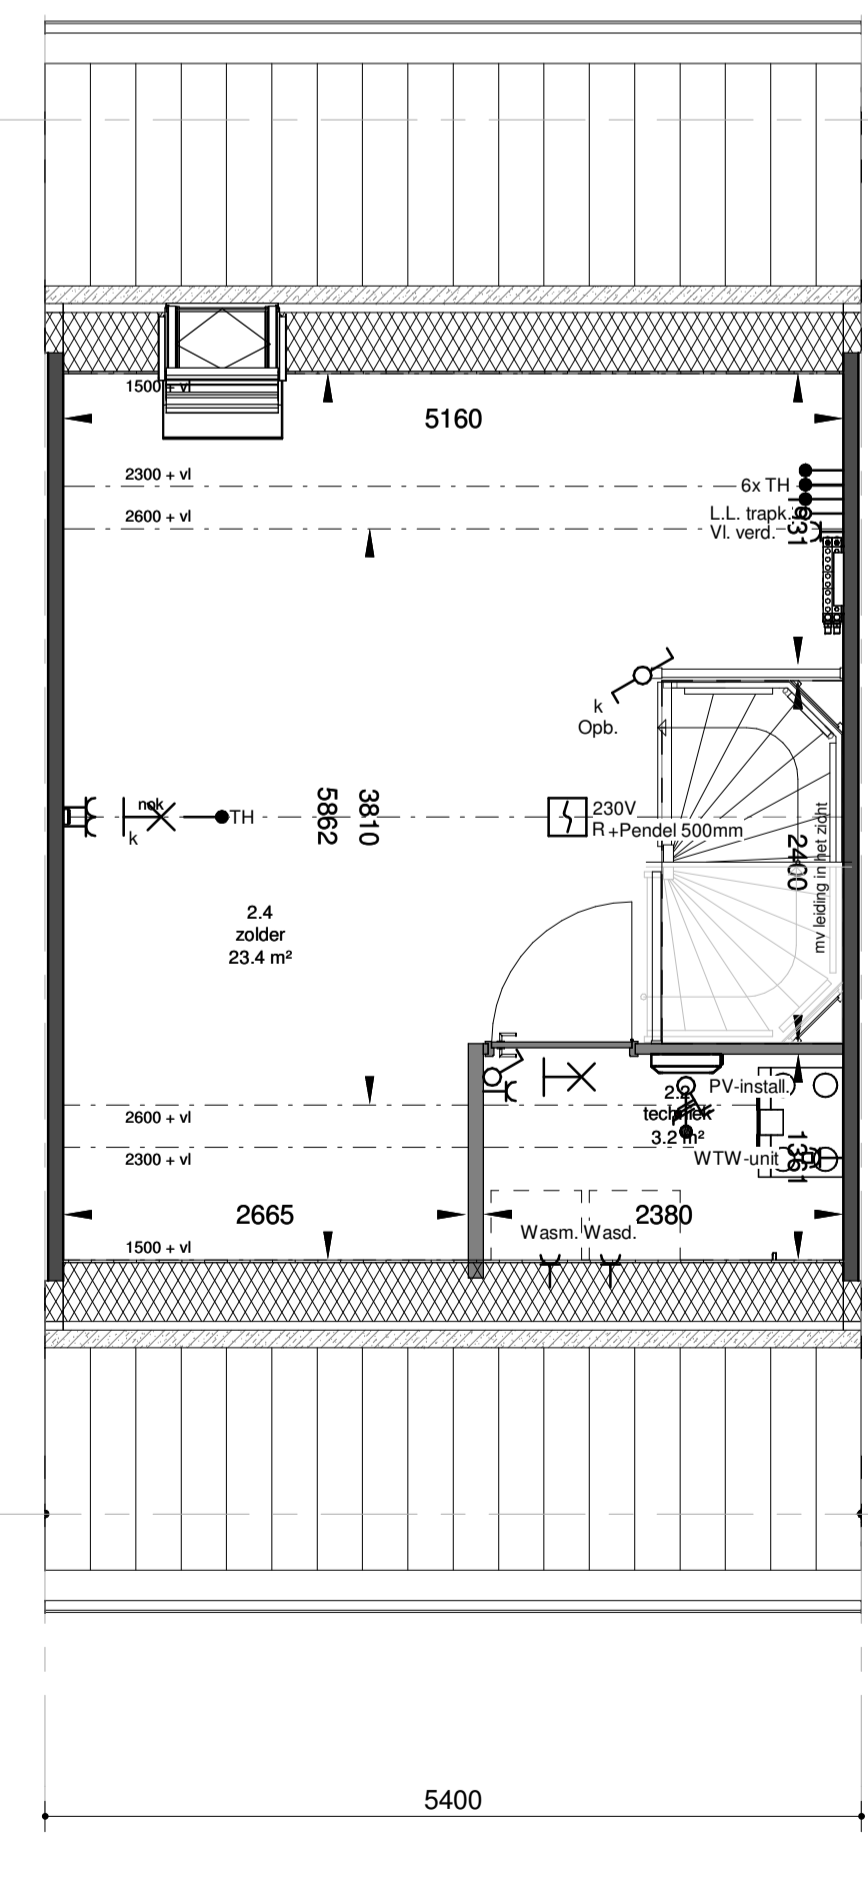 1500 + vl
5160
2300 + vl
6x TH
2600 + vl
L.L. trapk.
Vl. verd.
k
Opb.
nok
k
TH
5862
3810
230V
R +Pendel 500mm
2400
mv leiding in het zicht
2.4
zolder
23.4 m²
2600 + vl
2300 + vl
PV-install.
techniek
3.2 m²
WTW-unit
1361
2665
2380
Wasm. Wasd.
1500 + vl
5400